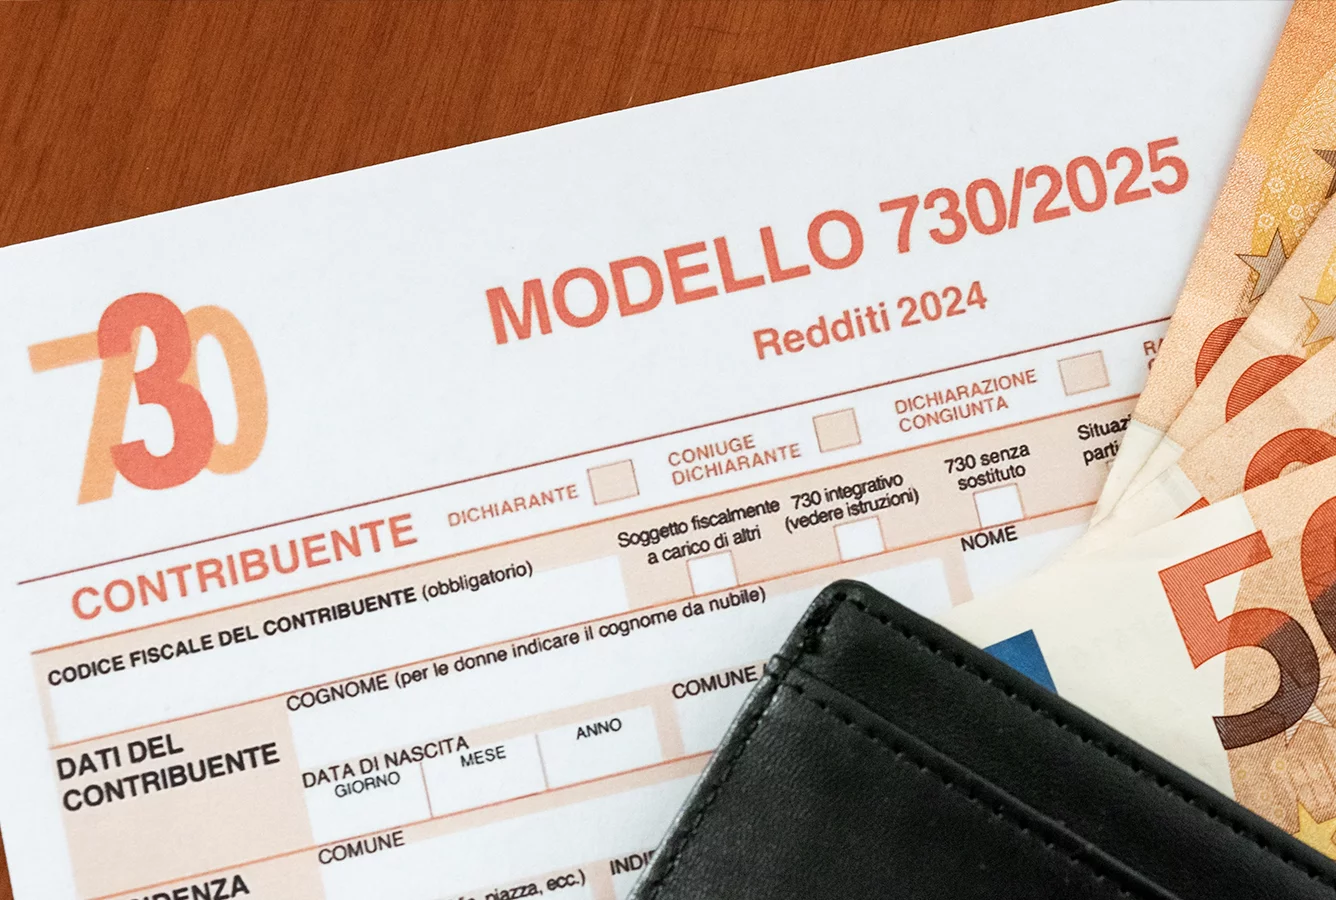 730
MODELLO 730/2025
Redditi 2024
CONTRIBUENTE
DICHIARANTE
CONIUGE
DICHIARANTE
DICHIARAZIONE
CONGIUNTA
CODICE FISCALE DEL CONTRIBUENTE (obbligatorio)
Soggetto fiscalmente
a carico di altri
730 integrativo
(vedere istruzioni)
730 senza
sostituto
DATI DEL
CONTRIBUENTE
COGNOME (per le donne indicare il cognome da nubile)
NOME
DATA DI NASCITA
GIORNO
MESE
ANNO
COMUNE
COMUNE
piazza, ecc.)
50